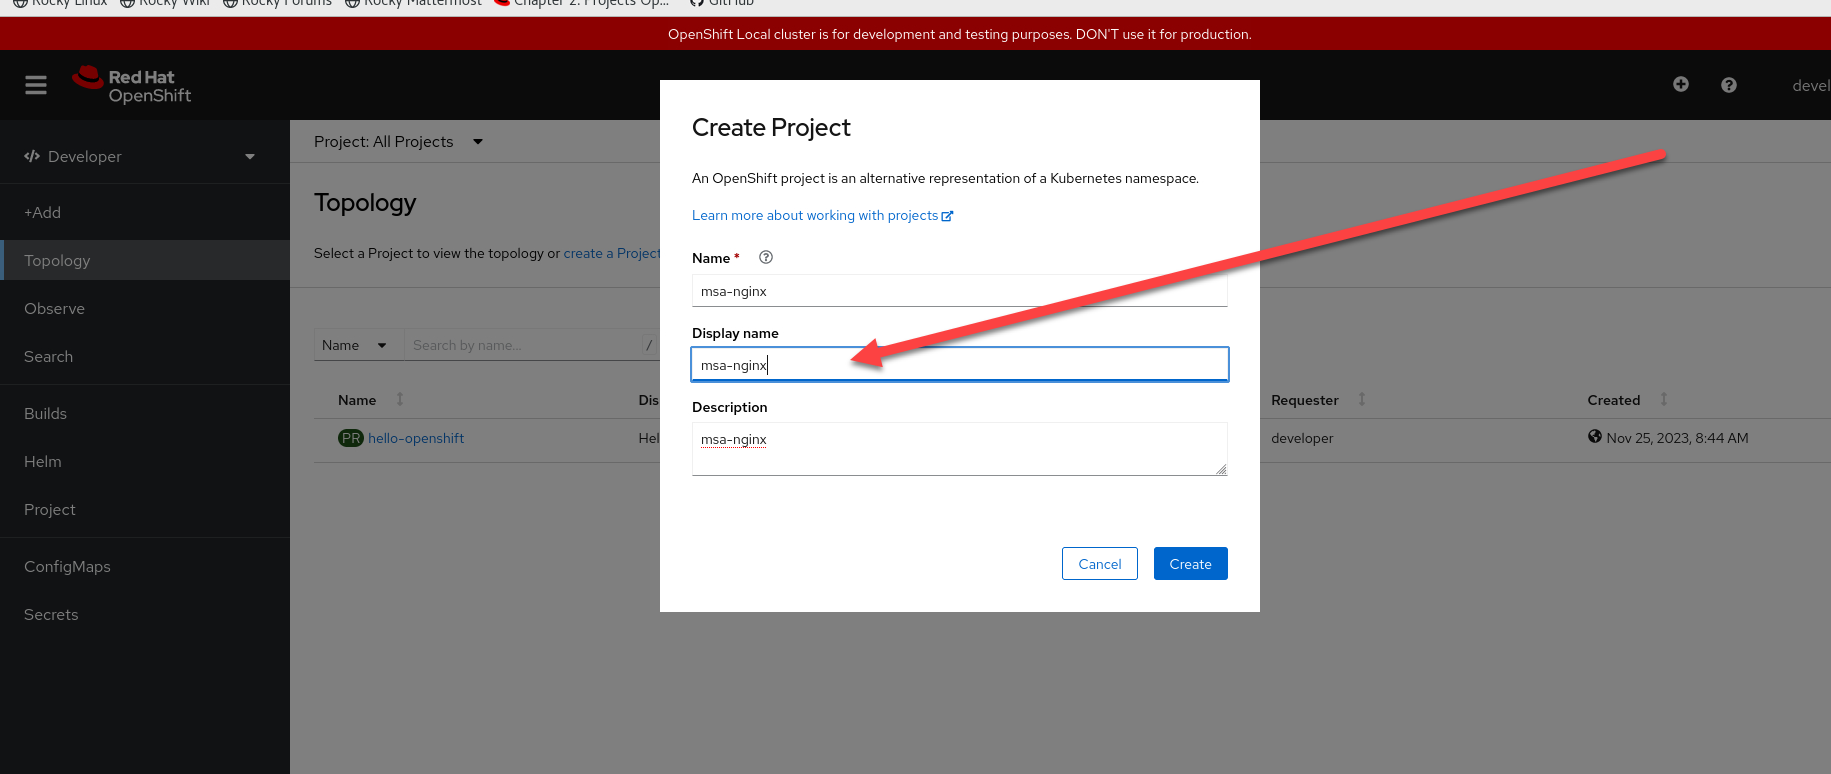 Rocky Linux Rocky Wiki Rocky Forums Rocky Mattermost Chapter 2. Projects Op... GitHub
OpenShift Local cluster is for development and testing purposes. DON'T use it for production.
Red Hat
OpenShift
devel
Developer
+Add
Topology
Observe
Search
Builds
Helm
Project
ConfigMaps
Secrets
Project: All Projects
Topology
Select a Project to view the topology or create a Project
Name Search by name... /
Name Dis Requester Created
PR hello-openshift Hel developer Nov 25, 2023, 8:44 AM
Create Project
An OpenShift project is an alternative representation of a Kubernetes namespace.
Learn more about working with projects
Name *
msa-nginx
Display name
msa-nginx
Description
msa-nginx
Cancel Create